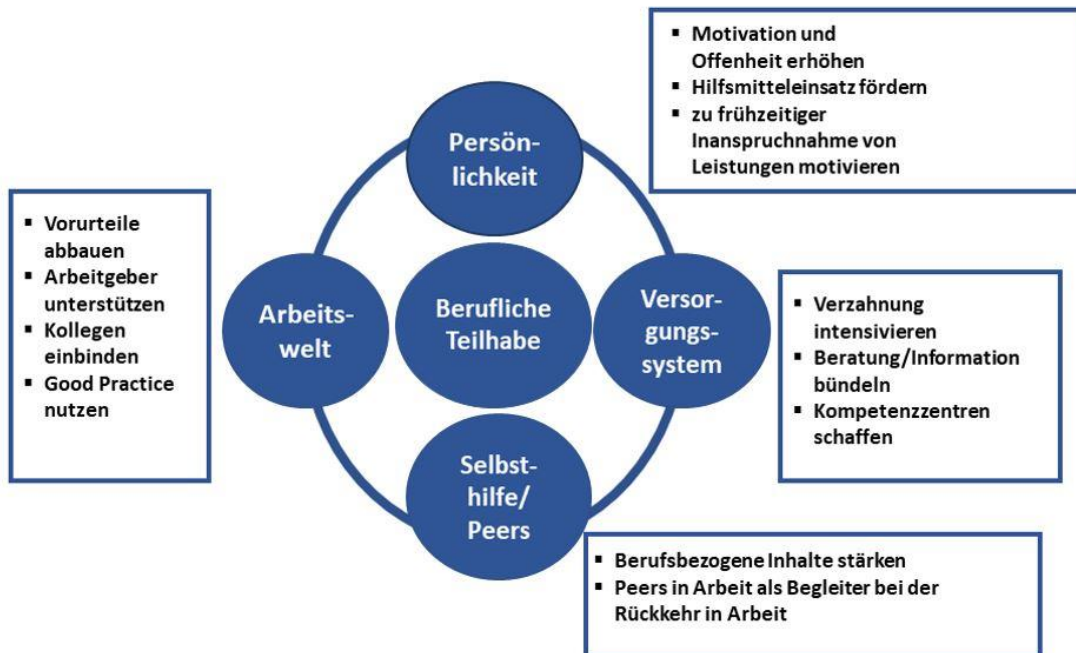 ▪ Motivation und
Offenheit erhöhen
▪ Hilfsmitteleinsatz fördern
▪ zu frühzeitiger
Inanspruchnahme von
Leistungen motivieren
Persön-
lichkeit
▪ Vorurteile
abbauen
▪ Arbeitgeber
unterstützen
▪ Kollegen
einbinden
▪ Good Practice
nutzen
Arbeits-
welt
Berufliche
Teilhabe
Versor-
gungs-
system
▪ Verzahnung
intensivieren
▪ Beratung/Information
bündeln
▪ Kompetenzzentren
schaffen
Selbst-
hilfe/
Peers
▪ Berufsbezogene Inhalte stärken
▪ Peers in Arbeit als Begleiter bei der
Rückkehr in Arbeit